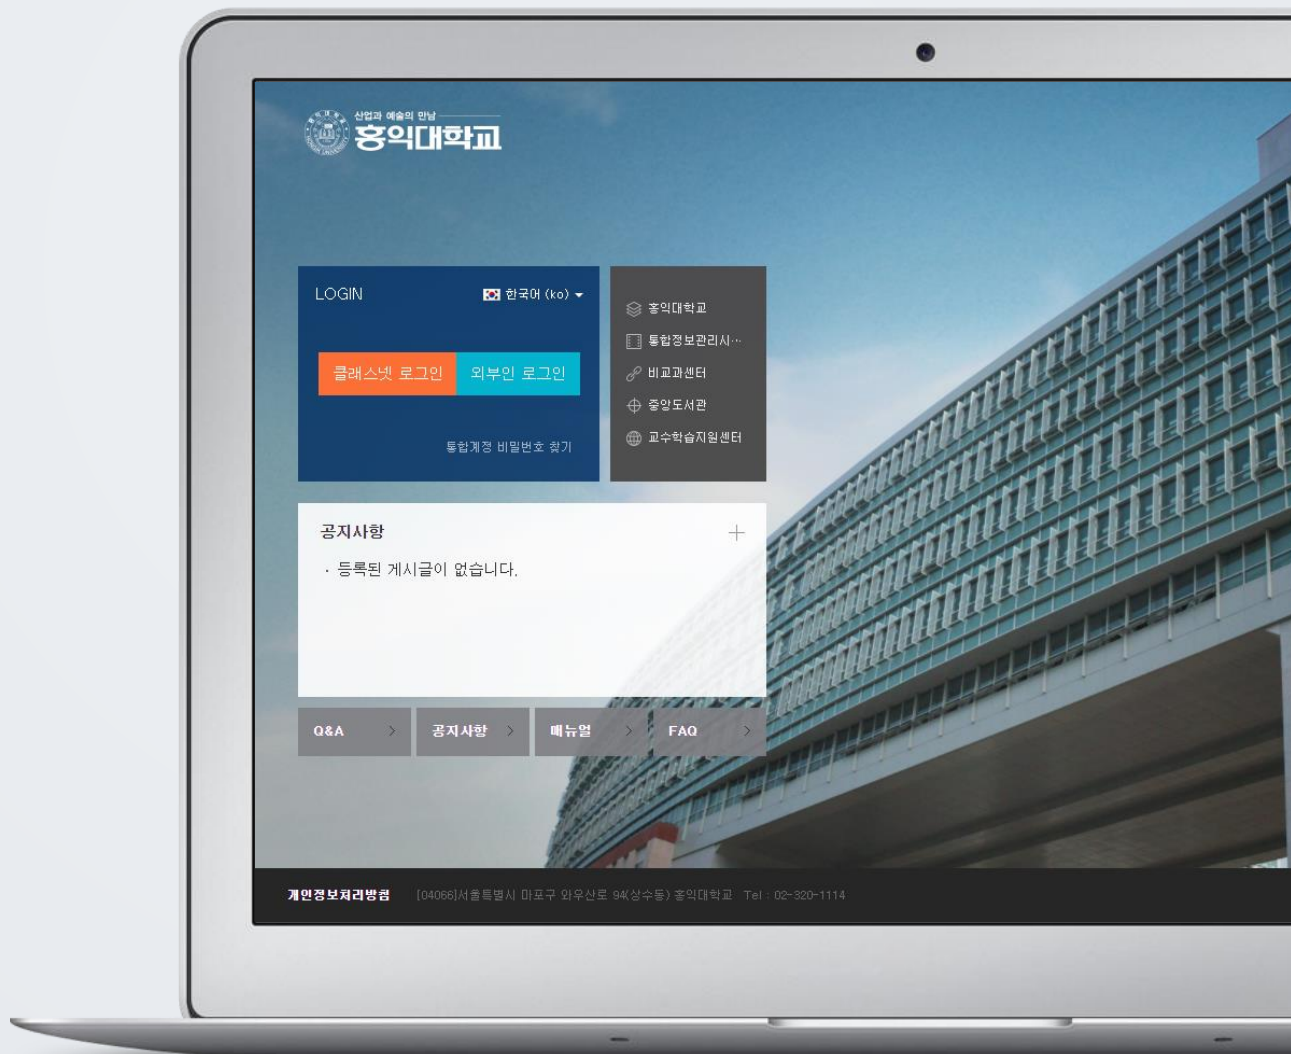 산업과 예술의 만남
홍익대학교
LOGIN
한국어 (ko)
클래스넷 로그인
외부인 로그인
통합계정 비밀번호 찾기
홍익대학교
통합정보관리시…
비교과센터
중앙도서관
교수학습지원센터
공지사항
· 등록된 게시글이 없습니다.
Q&A
공지사항
매뉴얼
FAQ
개인정보처리방침
[04066]서울특별시 마포구 와우산로 94(상수동) 홍익대학교 Tel : 02-320-1114